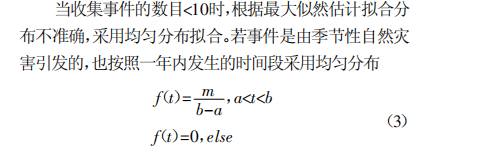 当收集事件的数目<10时,根据最大似然估计拟合分
布不准确,采用均匀分布拟合。若事件是由季节性自然灾
害引发的,也按照一年内发生的时间段采用均匀分布
f(t)=m/(b-a),a<t<b
(3)
f(t)=0,else